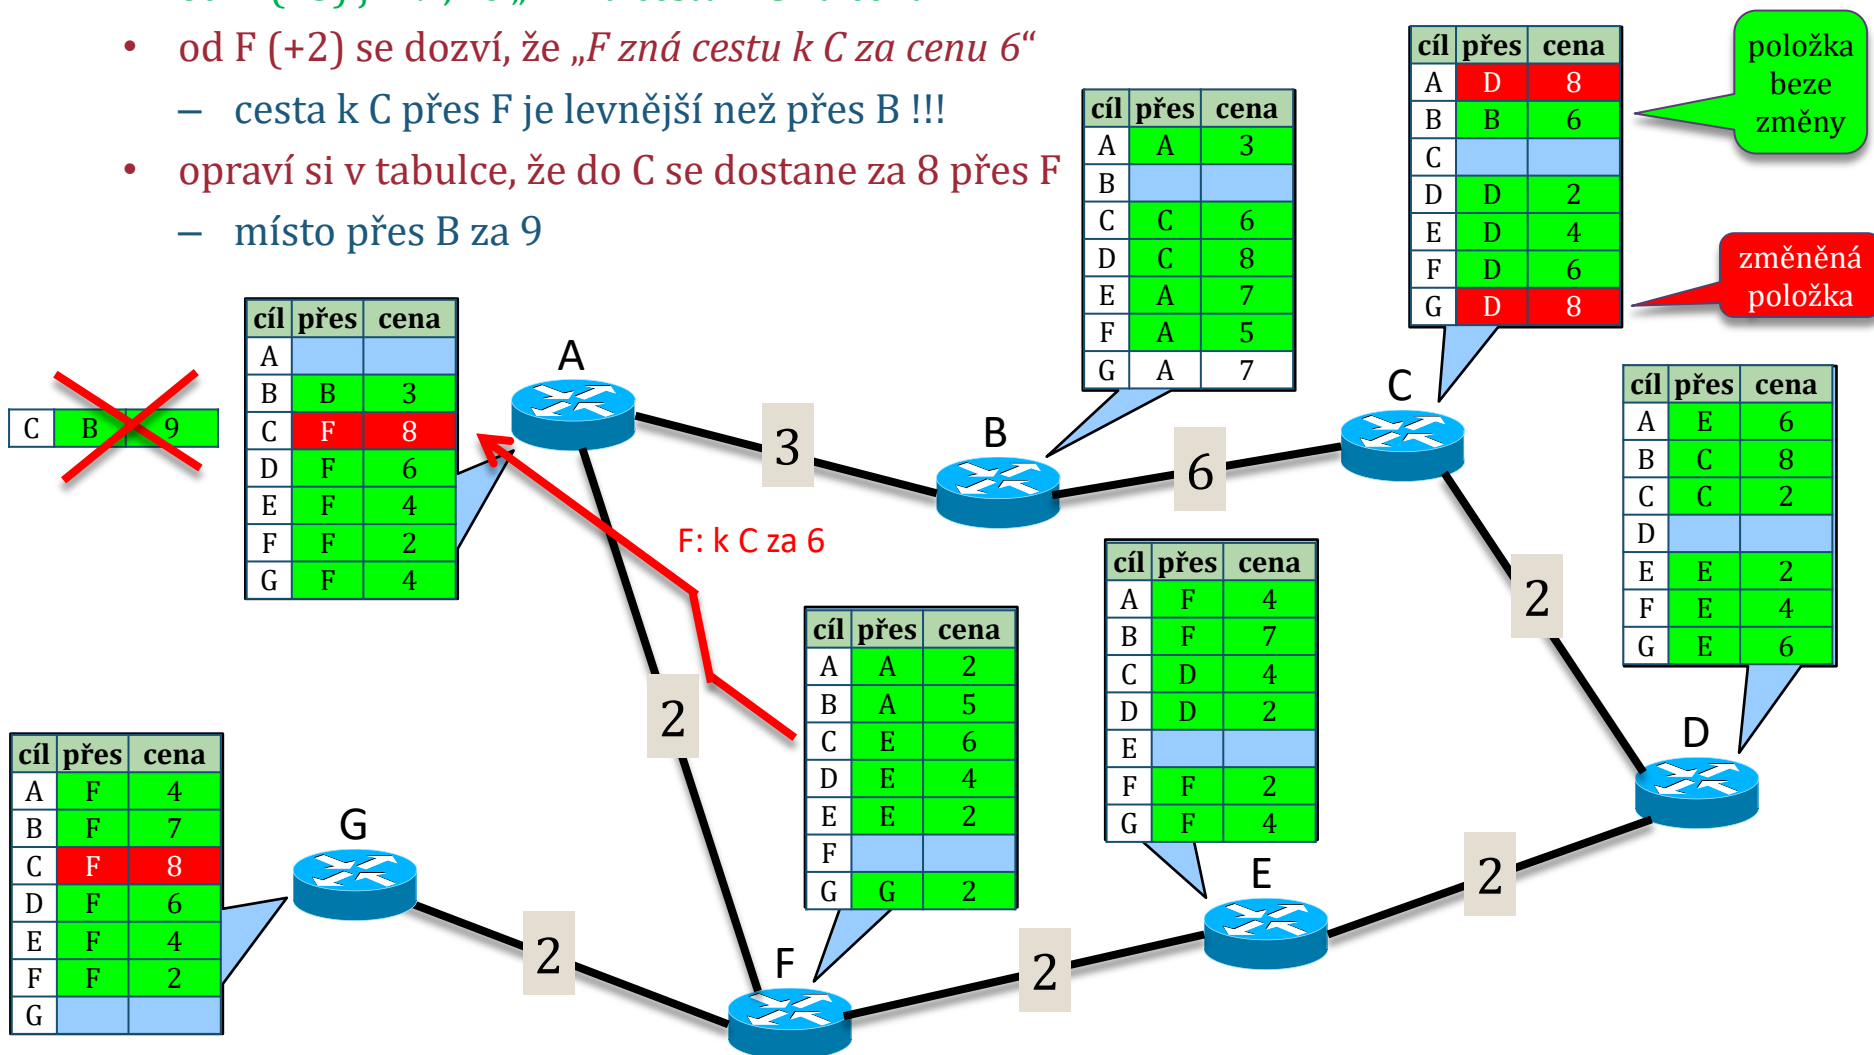 • od F (+2) se dozví, že „F zná cestu k C za cenu 6“
– cesta k C přes F je levnější než přes B !!!
• opraví si v tabulce, že do C se dostane za 8 přes F
– místo přes B za 9
cíl přes cena
A D 8
B B 6
C
D D 2
E D 4
F D 6
G D 8
položka
beze
změny
změněná
položka
cíl přes cena
A A 3
B
C C 6
D C 8
E A 7
F A 5
G A 7
C B 9
cíl přes cena
A
B B 3
C F 8
D F 6
E F 4
F F 2
G F 4
A
3
B
6
C
cíl přes cena
A E 6
B C 8
C C 2
D
E E 2
F E 4
G E 6
F: k C za 6
2
2
cíl přes cena
A A 2
B A 5
C E 6
D E 4
E E 2
F
G G 2
cíl přes cena
A F 4
B F 7
C D 4
D D 2
E
F F 2
G F 4
D
cíl přes cena
A F 4
B F 7
C F 8
D F 6
E F 4
F F 2
G
G
2
F
2
E
2